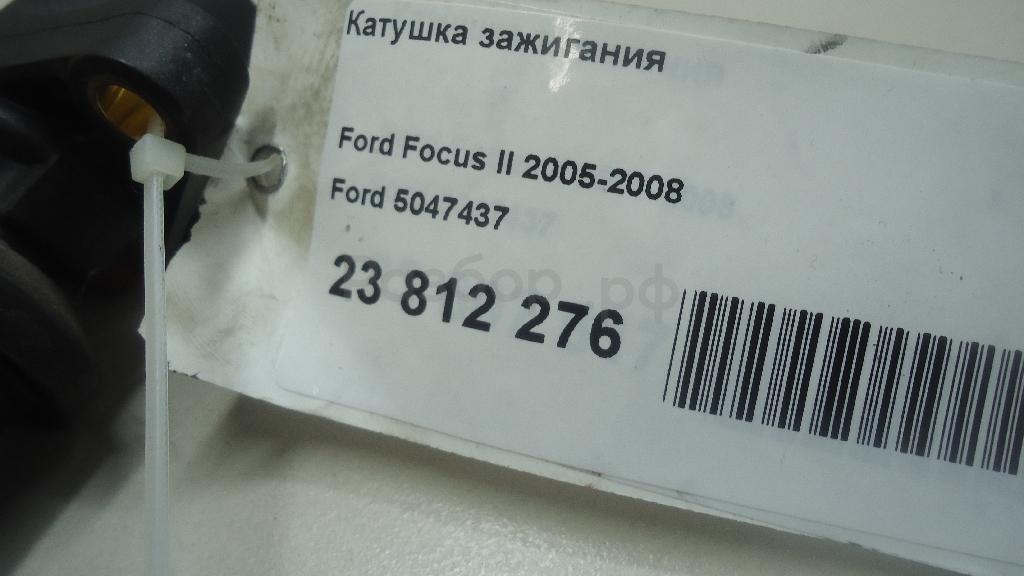 Катушка зажигания
Ford Focus II 2005-2008
Ford 5047437
23 812 276